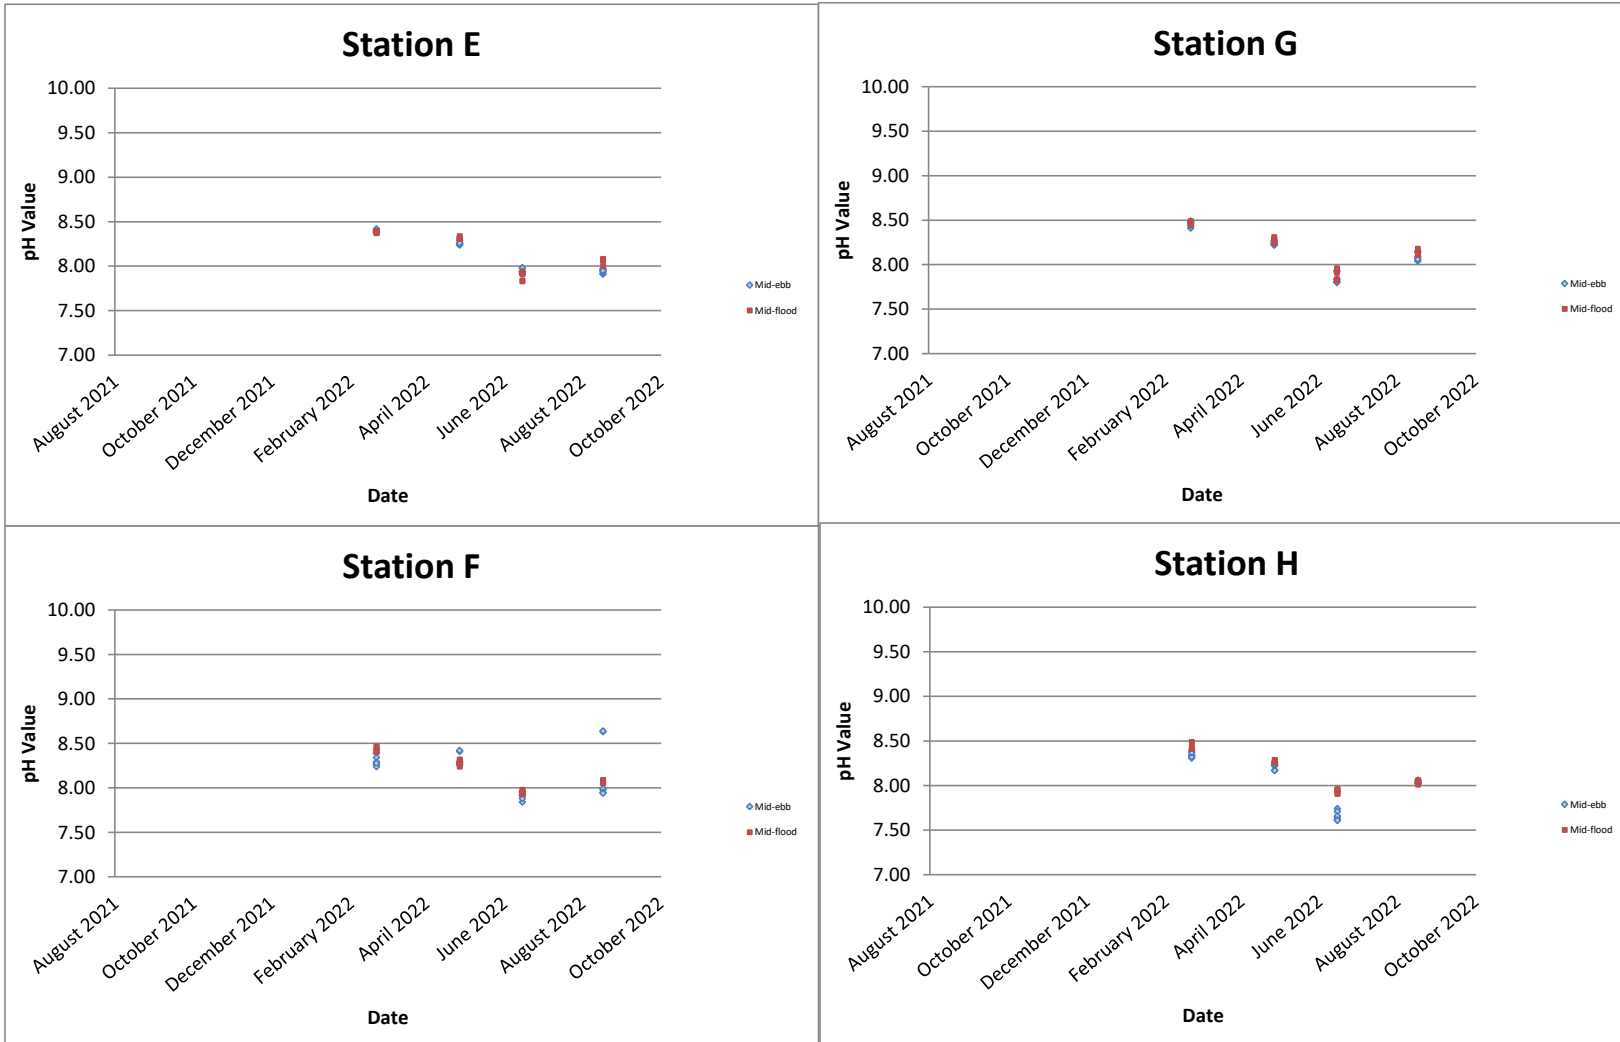 Station E
10.00
9.50
9.00
8.50
8.00
7.50
7.00
pH Value
August 2021
October 2021
December 2021
February 2022
April 2022
June 2022
August 2022
October 2022
Date
Mid-ebb
Mid-flood
Station G
10.00
9.50
9.00
8.50
8.00
7.50
7.00
pH Value
August 2021
October 2021
December 2021
February 2022
April 2022
June 2022
August 2022
October 2022
Date
Mid-ebb
Mid-flood
Station F
10.00
9.50
9.00
8.50
8.00
7.50
7.00
pH Value
August 2021
October 2021
December 2021
February 2022
April 2022
June 2022
August 2022
October 2022
Date
Mid-ebb
Mid-flood
Station H
10.00
9.50
9.00
8.50
8.00
7.50
7.00
pH Value
August 2021
October 2021
December 2021
February 2022
April 2022
June 2022
August 2022
October 2022
Date
Mid-ebb
Mid-flood